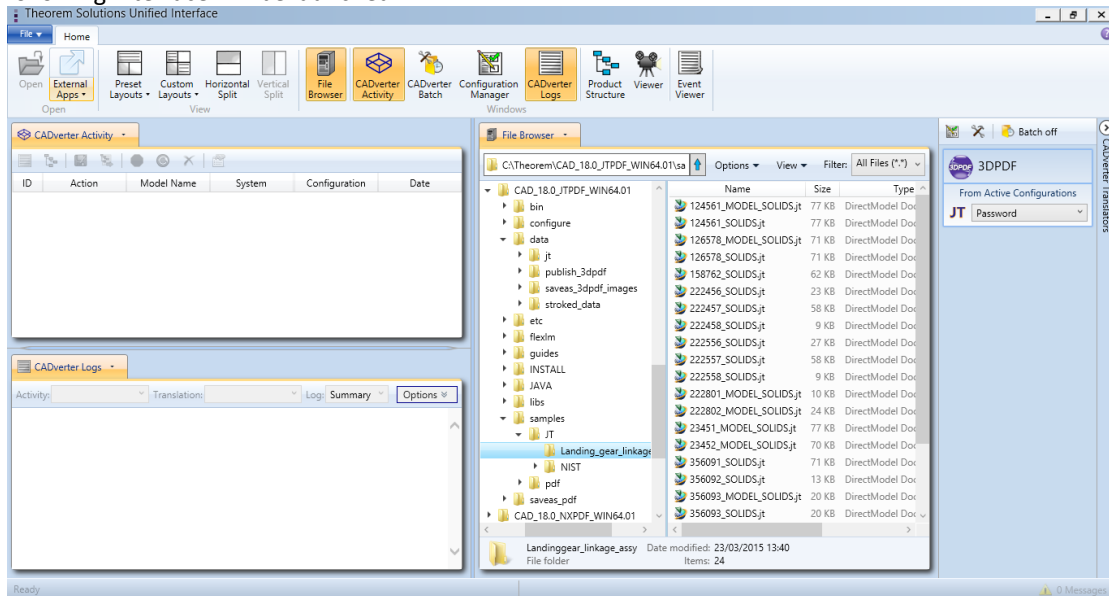 Theorem Solutions Unified Interface
File Home
Open External Apps Preset Layouts Custom Layouts Horizontal Split Vertical Split File Browser CADverter Activity CADverter Batch Configuration Manager CADverter Logs Product Structure Viewer Event Viewer
Open View Windows
CADverter Activity
ID Action Model Name System Configuration Date
CADverter Logs
Activity: Translation: Log: Summary Options
File Browser
C:\Theorem\CAD_18.0_JTPDF_WIN64.01\sa Options View Filter: All Files (*.*)
CAD_18.0_JTPDF_WIN64.01
bin
configure
data
jt
publish_3dpdf
saveas_3dpdf_images
stroked_data
etc
flexlm
guides
INSTALL
JAVA
libs
samples
JT
Landing_gear_linkage
NIST
pdf
saveas_pdf
CAD_18.0_NXPDF_WIN64.01
Name Size Type
124561_MODEL_SOLIDS.jt 77 KB DirectModel Doc
124561_SOLIDS.jt 77 KB DirectModel Doc
126578_MODEL_SOLIDS.jt 71 KB DirectModel Doc
126578_SOLIDS.jt 71 KB DirectModel Doc
158762_SOLIDS.jt 62 KB DirectModel Doc
222456_SOLIDS.jt 23 KB DirectModel Doc
222457_SOLIDS.jt 58 KB DirectModel Doc
222458_SOLIDS.jt 9 KB DirectModel Doc
222556_SOLIDS.jt 27 KB DirectModel Doc
222557_SOLIDS.jt 58 KB DirectModel Doc
222558_SOLIDS.jt 9 KB DirectModel Doc
222801_MODEL_SOLIDS.jt 10 KB DirectModel Doc
222802_MODEL_SOLIDS.jt 24 KB DirectModel Doc
23451_MODEL_SOLIDS.jt 77 KB DirectModel Doc
23452_MODEL_SOLIDS.jt 70 KB DirectModel Doc
356091_SOLIDS.jt 71 KB DirectModel Doc
356092_SOLIDS.jt 13 KB DirectModel Doc
356093_MODEL_SOLIDS.jt 20 KB DirectModel Doc
356093_SOLIDS.jt 20 KB DirectModel Doc
Landinggear_linkage_assy Date modified: 23/03/2015 13:40
File folder Items: 24
Batch off
3DPDF 3DPDF
From Active Configurations
JT Password
CADverter Translators
Ready 0 Messages